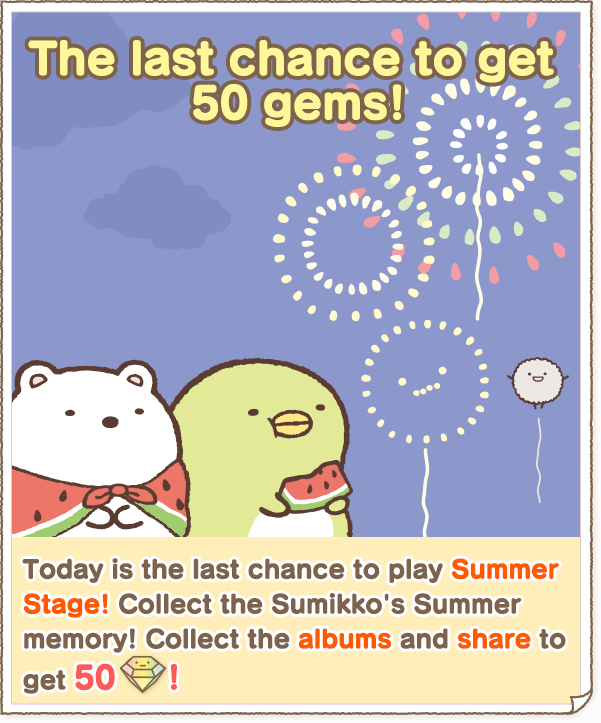 The last chance to get
50 gems!
Today is the last chance to play Summer
Stage! Collect the Sumikko's Summer
memory! Collect the albums and share to
get 50 !